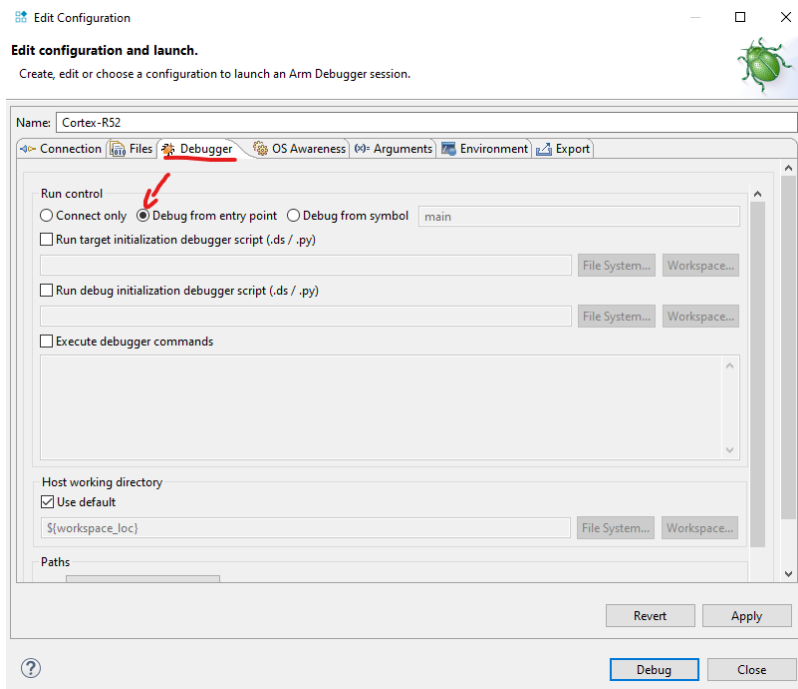 Edit Configuration
Edit configuration and launch.
Create, edit or choose a configuration to launch an Arm Debugger session.
Name: Cortex-R52
Connection Files Debugger OS Awareness (x)= Arguments Environment Export
Run control
Connect only Debug from entry point Debug from symbol main
Run target initialization debugger script (.ds / .py)
File System... Workspace...
Run debug initialization debugger script (.ds / .py)
File System... Workspace...
Execute debugger commands
Host working directory
Use default
${workspace_loc} File System... Workspace...
Paths
Revert Apply
? Debug Close